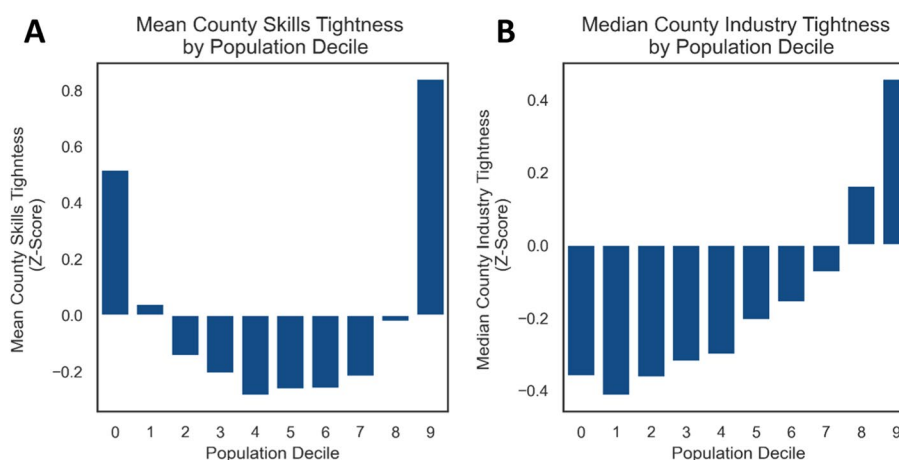 A
Mean County Skills Tightness
by Population Decile
Mean County Skills Tighntess
(Z-Score)
0.8
0.6
0.4
0.2
0.0
−0.2
0 1 2 3 4 5 6 7 8 9
Population Decile
B
Median County Industry Tightness
by Population Decile
Median County Industry Tightness
(Z-Score)
0.4
0.2
0.0
−0.2
−0.4
0 1 2 3 4 5 6 7 8 9
Population Decile